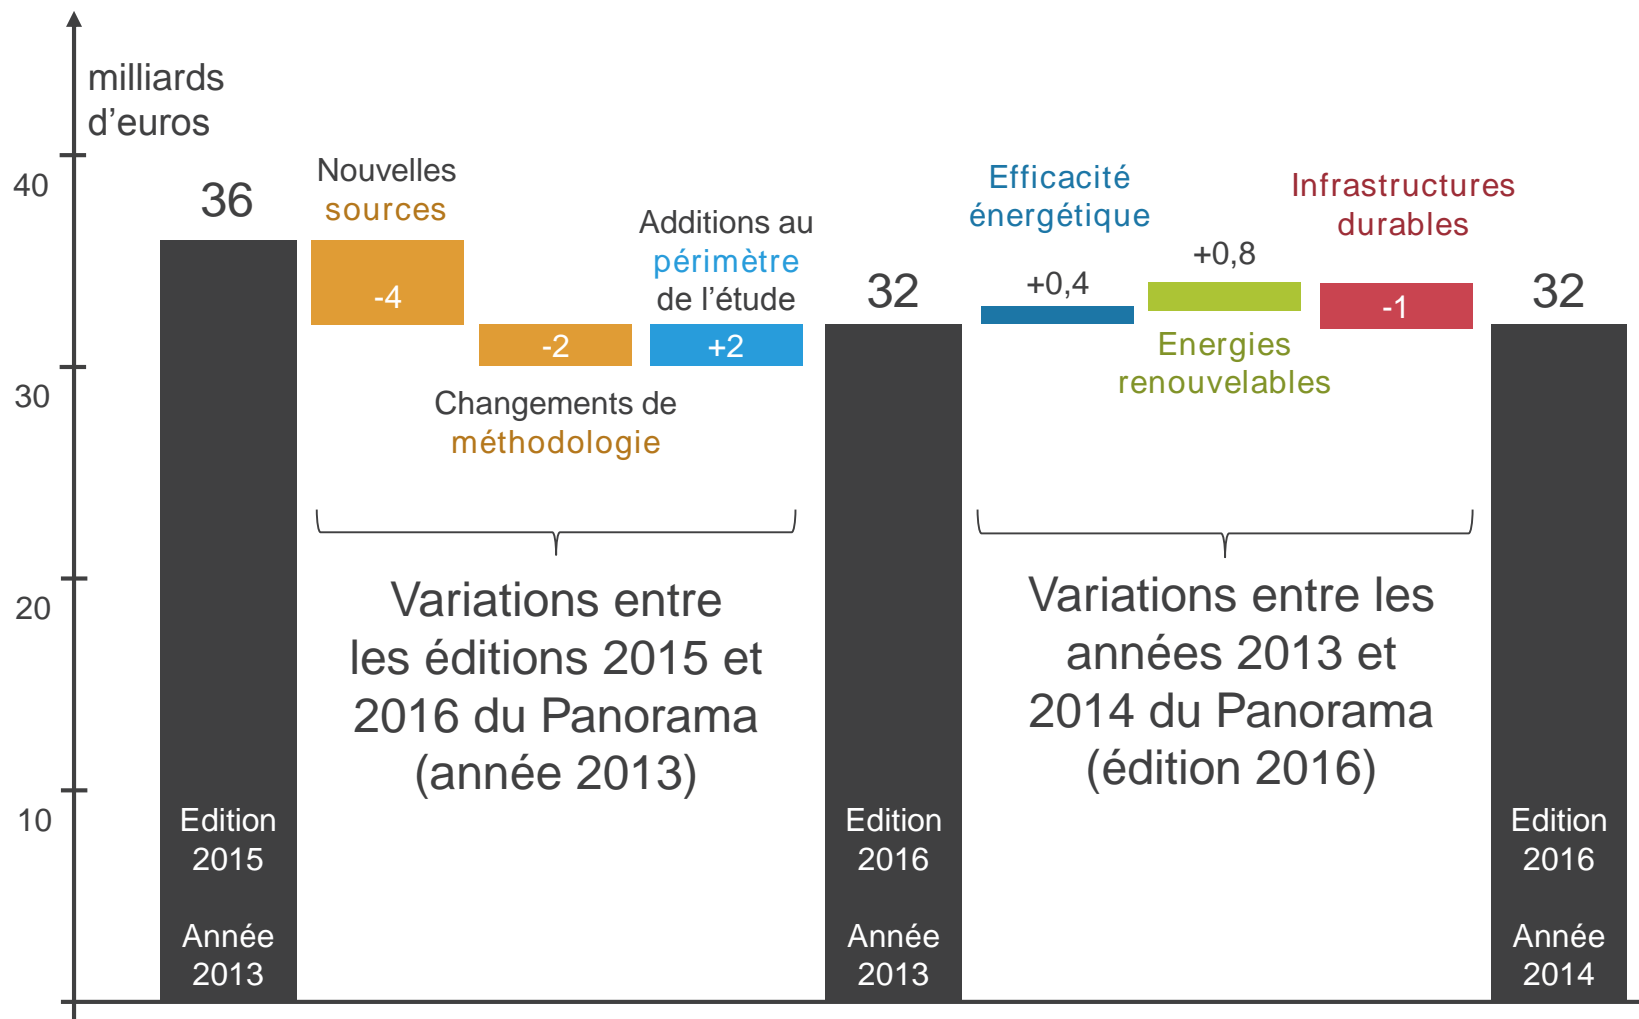 milliards
d’euros
40
30
20
10
36
Nouvelles
sources
-4
-2
Changements de
méthodologie
Additions au
périmètre
de l’étude
+2
32
Efficacité
énergétique
+0,4
+0,8
Energies
renouvelables
Infrastructures
durables
-1
32
Variations entre
les éditions 2015 et
2016 du Panorama
(année 2013)
Variations entre les
années 2013 et
2014 du Panorama
(édition 2016)
Edition
2015
Année
2013
Edition
2016
Année
2013
Edition
2016
Année
2014